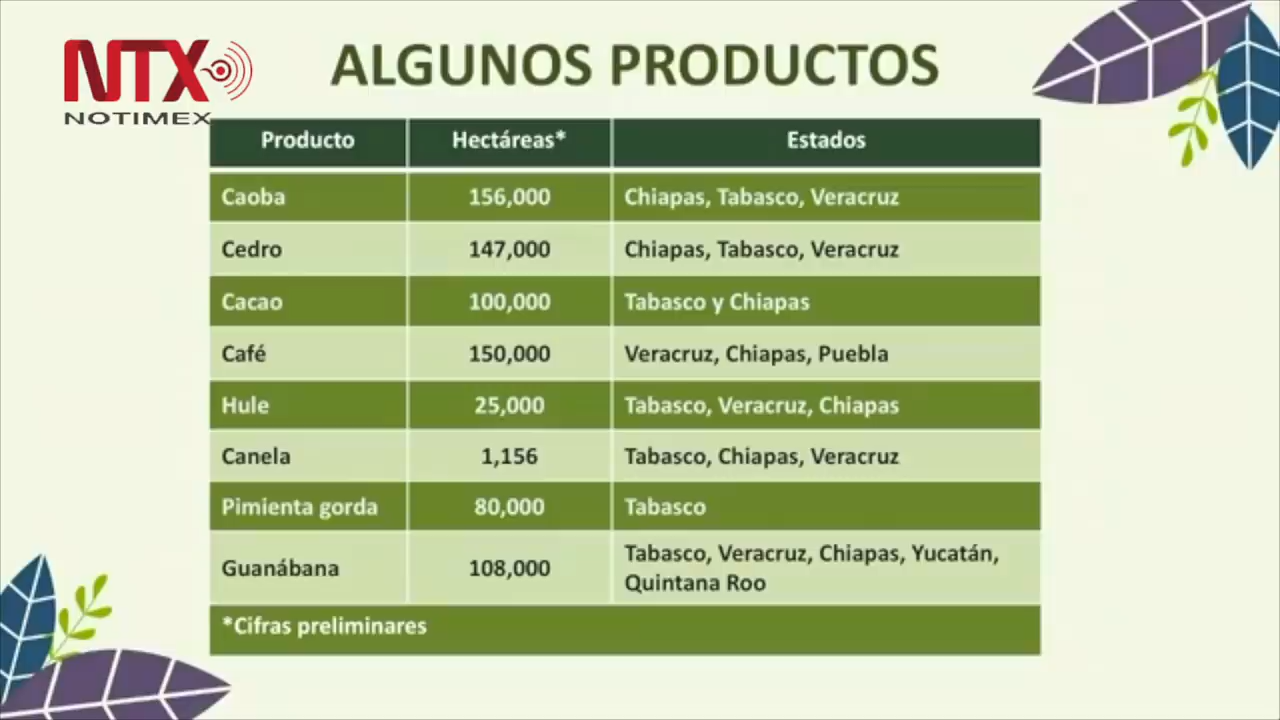 NTX
NOTIMEX
ALGUNOS PRODUCTOS
Producto Hectáreas* Estados
Caoba 156,000 Chiapas, Tabasco, Veracruz
Cedro 147,000 Chiapas, Tabasco, Veracruz
Cacao 100,000 Tabasco y Chiapas
Café 150,000 Veracruz, Chiapas, Puebla
Hule 25,000 Tabasco, Veracruz, Chiapas
Canela 1,156 Tabasco, Chiapas, Veracruz
Pimienta gorda 80,000 Tabasco
Guanábana 108,000 Tabasco, Veracruz, Chiapas, Yucatán,
Quintana Roo
*Cifras preliminares